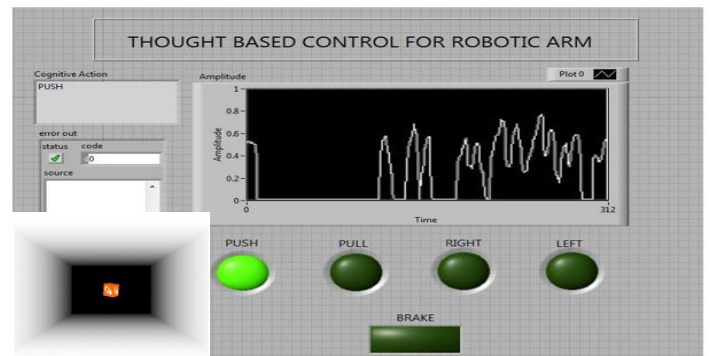 THOUGHT BASED CONTROL FOR ROBOTIC ARM
Cognitive Action
PUSH
Amplitude
Plot 0
error out
status code
0
source
Amplitude
1
0.8
0.6
0.4
0.2
0
0 312
Time
PUSH PULL RIGHT LEFT
BRAKE